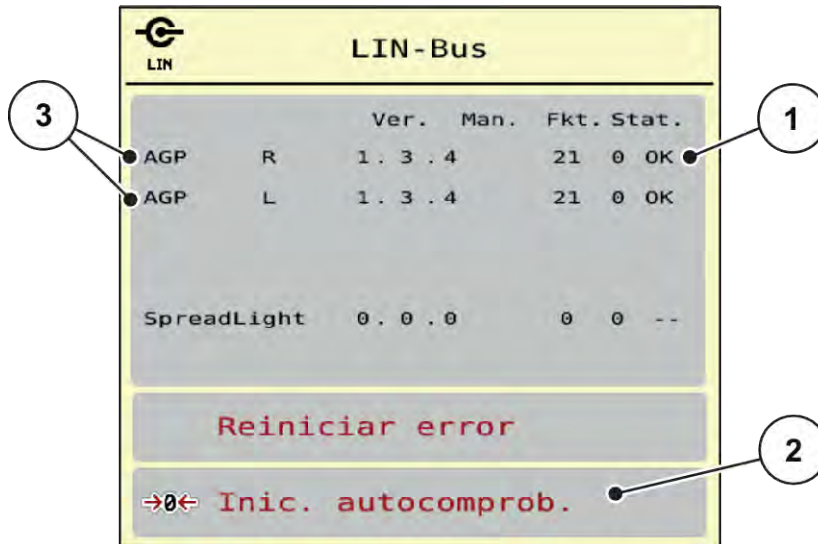 LIN
LIN-Bus
Ver. Man. Fkt. Stat.
3
1
AGP R 1.3.4 21 0 OK
AGP L 1.3.4 21 0 OK
SpreadLight 0.0.0 0 0 --
Reiniciar error
2
→0← Inic. autocomprob.